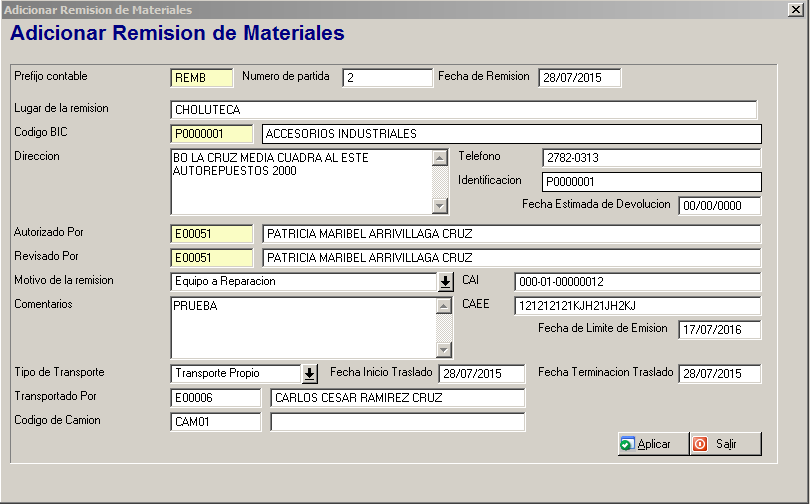 Adicionar Remision de Materiales
Adicionar Remision de Materiales
Prefijo contable REMB Numero de partida 2 Fecha de Remision 28/07/2015
Lugar de la remision CHOLUTECA
Codigo BIC P0000001 ACCESORIOS INDUSTRIALES
Direccion BO LA CRUZ MEDIA CUADRA AL ESTE Telefono 2782-0313
AUTOREPUESTOS 2000
Identificacion P0000001
Fecha Estimada de Devolucion 00/00/0000
Autorizado Por E00051 PATRICIA MARIBEL ARRIVILLAGA CRUZ
Revisado Por E00051 PATRICIA MARIBEL ARRIVILLAGA CRUZ
Motivo de la remision Equipo a Reparacion CAI 000-01-00000012
Comentarios PRUEBA CAEE 121212121KJH21JH2KJ
Fecha de Limite de Emision 17/07/2016
Tipo de Transporte Transporte Propio Fecha Inicio Traslado 28/07/2015 Fecha Terminacion Traslado 28/07/2015
Transportado Por E00006 CARLOS CESAR RAMIREZ CRUZ
Codigo de Camion CAM01
Aplicar Salir